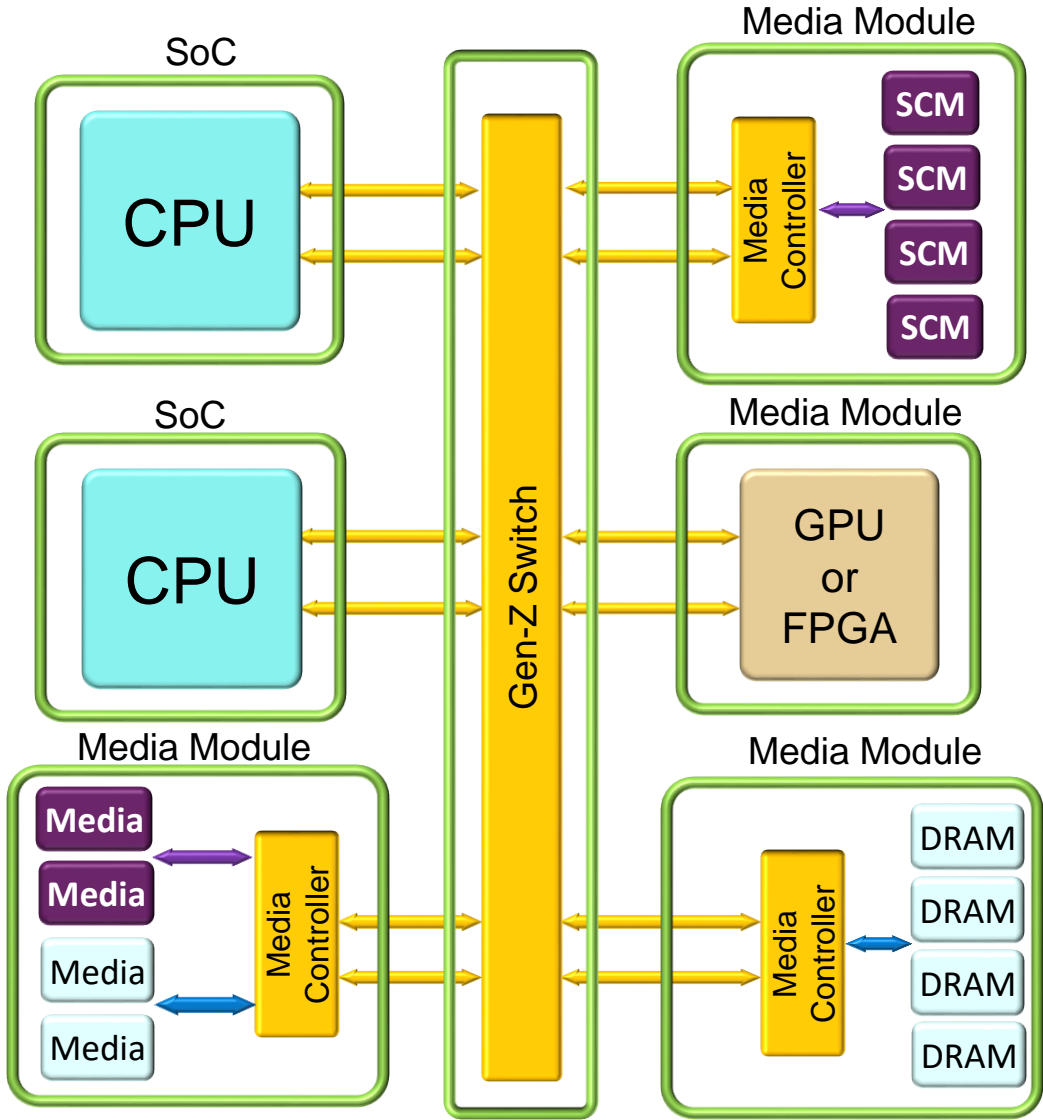 SoC
CPU
Media Module
Media
Controller
SCM
SCM
SCM
SCM
SoC
CPU
Gen-Z Switch
Media Module
GPU
or
FPGA
Media Module
Media
Media
Media
Media
Media
Controller
Media Module
Media
Controller
DRAM
DRAM
DRAM
DRAM